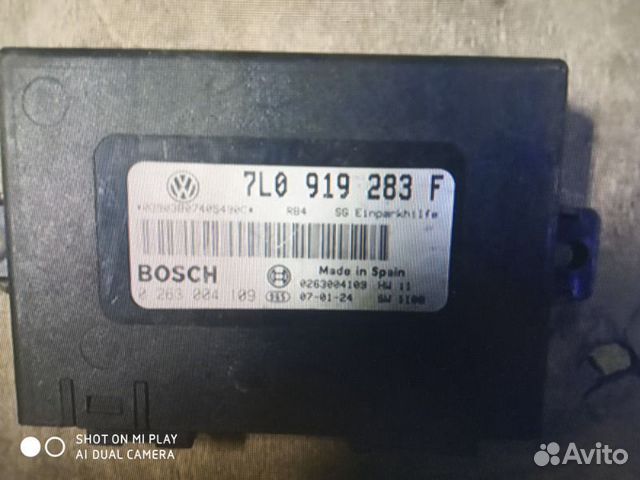 7L0 919 283 F
RB4 SG Einparkhilfe
BOSCH
Made in Spain
0263004109 HW 11
0 263 004 109 07-01-24 SW 1100
SHOT ON MI PLAY
AI DUAL CAMERA
Avito